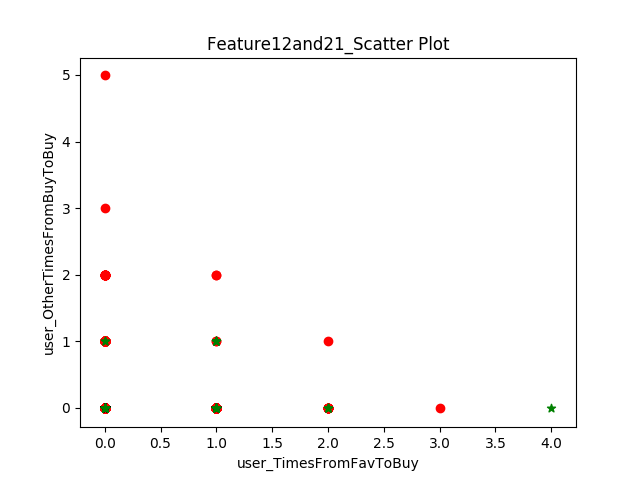 Feature12and21_Scatter Plot
5
4
3
2
1
0
user_OtherTimesFromBuyToBuy
0.0 0.5 1.0 1.5 2.0 2.5 3.0 3.5 4.0
user_TimesFromFavToBuy